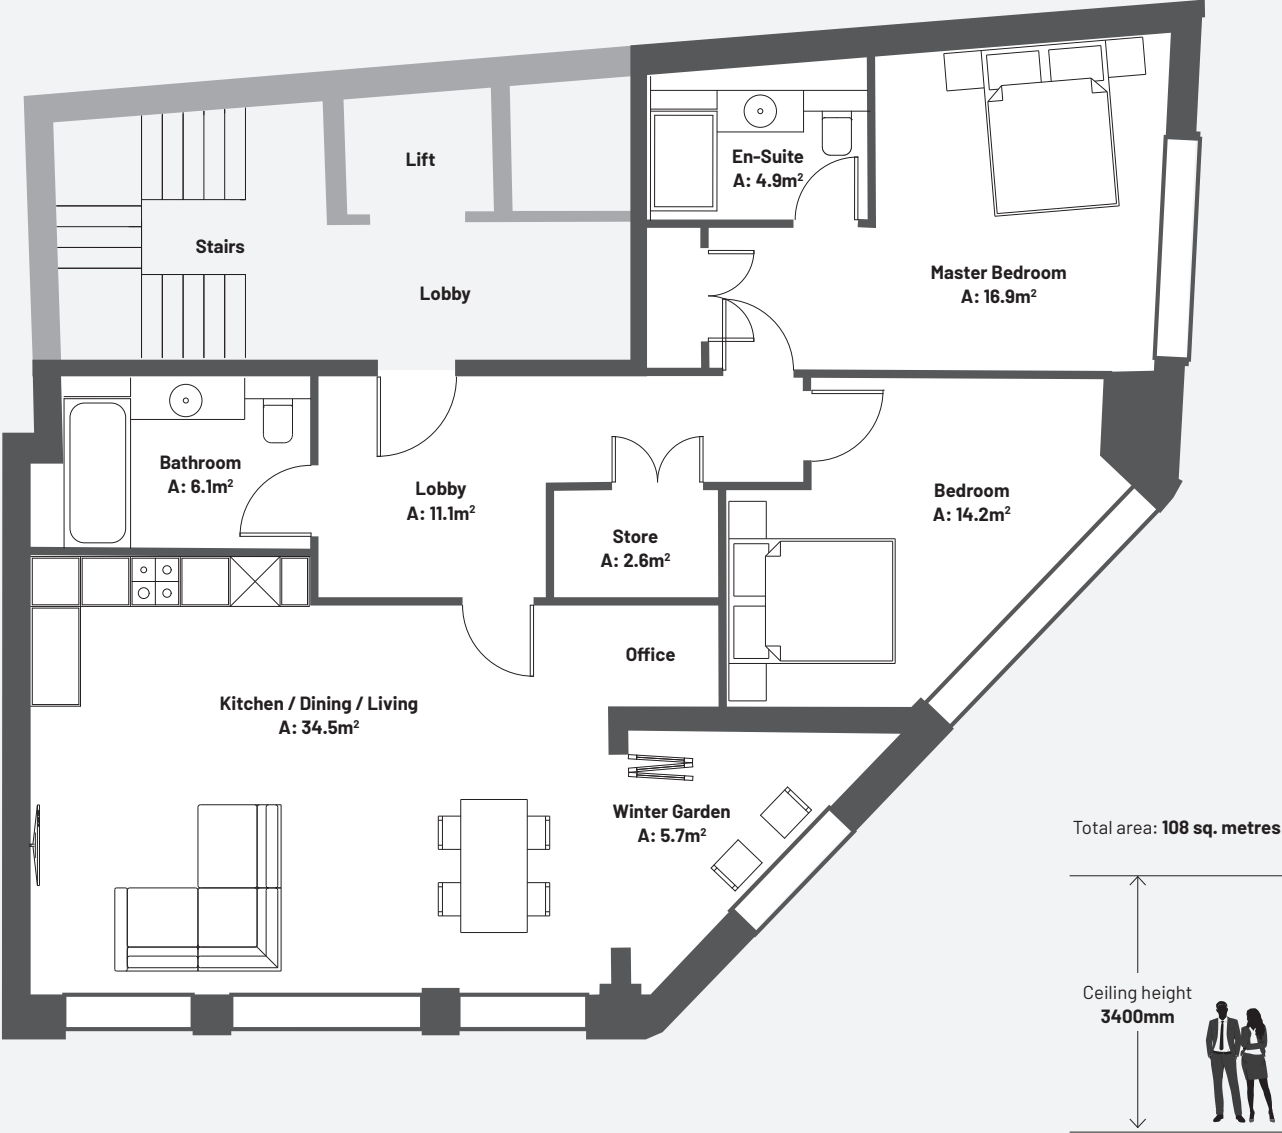 Lift
En-Suite
A: 4.9m²
Stairs
Lobby
Master Bedroom
A: 16.9m²
Bathroom
A: 6.1m²
Lobby
A: 11.1m²
Bedroom
A: 14.2m²
Store
A: 2.6m²
Office
Kitchen / Dining / Living
A: 34.5m²
Winter Garden
A: 5.7m²
Total area: 108 sq. metres
Ceiling height
3400mm